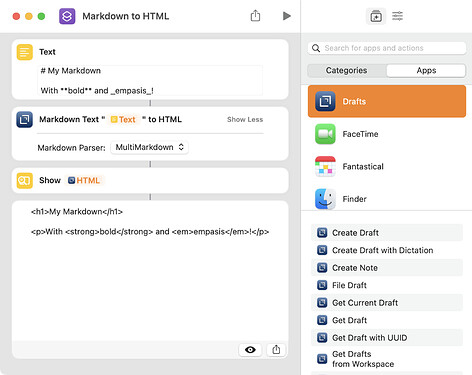 Markdown to HTML
Text
# My Markdown
With **bold** and _empasis_!
Markdown Text " Text " to HTML Show Less
Markdown Parser: MultiMarkdown
Show HTML
<h1>My Markdown</h1>
<p>With <strong>bold</strong> and <em>empasis</em>!</p>
Search for apps and actions
Categories Apps
Drafts
FaceTime
Fantastical
Finder
Create Draft
Create Draft with Dictation
Create Note
File Draft
Get Current Draft
Get Draft
Get Draft with UUID
Get Drafts
from Workspace